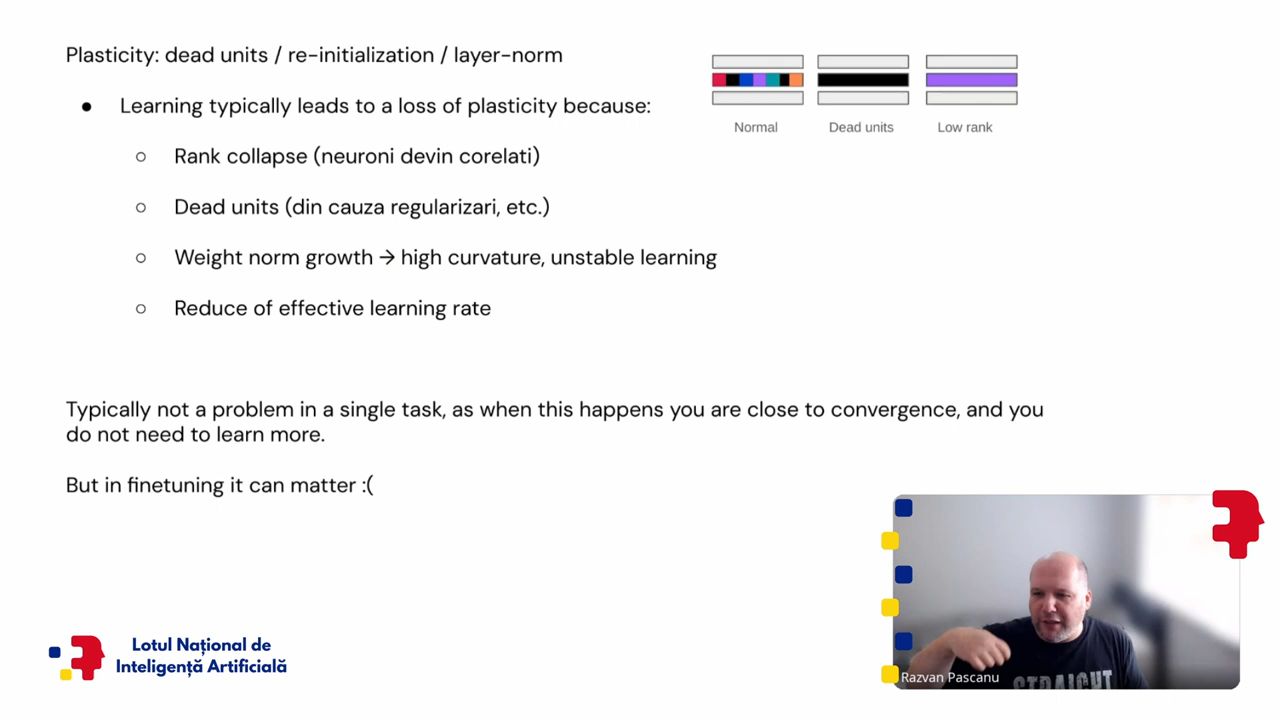 Plasticity: dead units / re-initialization / layer-norm
● Learning typically leads to a loss of plasticity because:
○ Rank collapse (neuroni devin corelati)
○ Dead units (din cauza regularizari, etc.)
○ Weight norm growth → high curvature, unstable learning
○ Reduce of effective learning rate
Normal
Dead units
Low rank
Typically not a problem in a single task, as when this happens you are close to convergence, and you
do not need to learn more.
But in finetuning it can matter :(
Lotul Național de
Inteligență Artificială
Razvan Pascanu
STRAIGHT